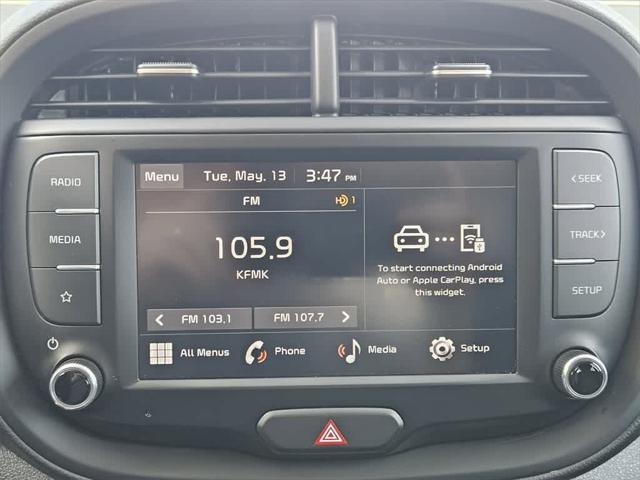 Menu Tue, May. 13 3:47 PM
FM HD 1
105.9
KFMK
FM 103.1 FM 107.7
To start connecting Android
Auto or Apple CarPlay, press
this widget.
All Menus Phone Media Setup
RADIO
MEDIA
< SEEK
TRACK >
SETUP